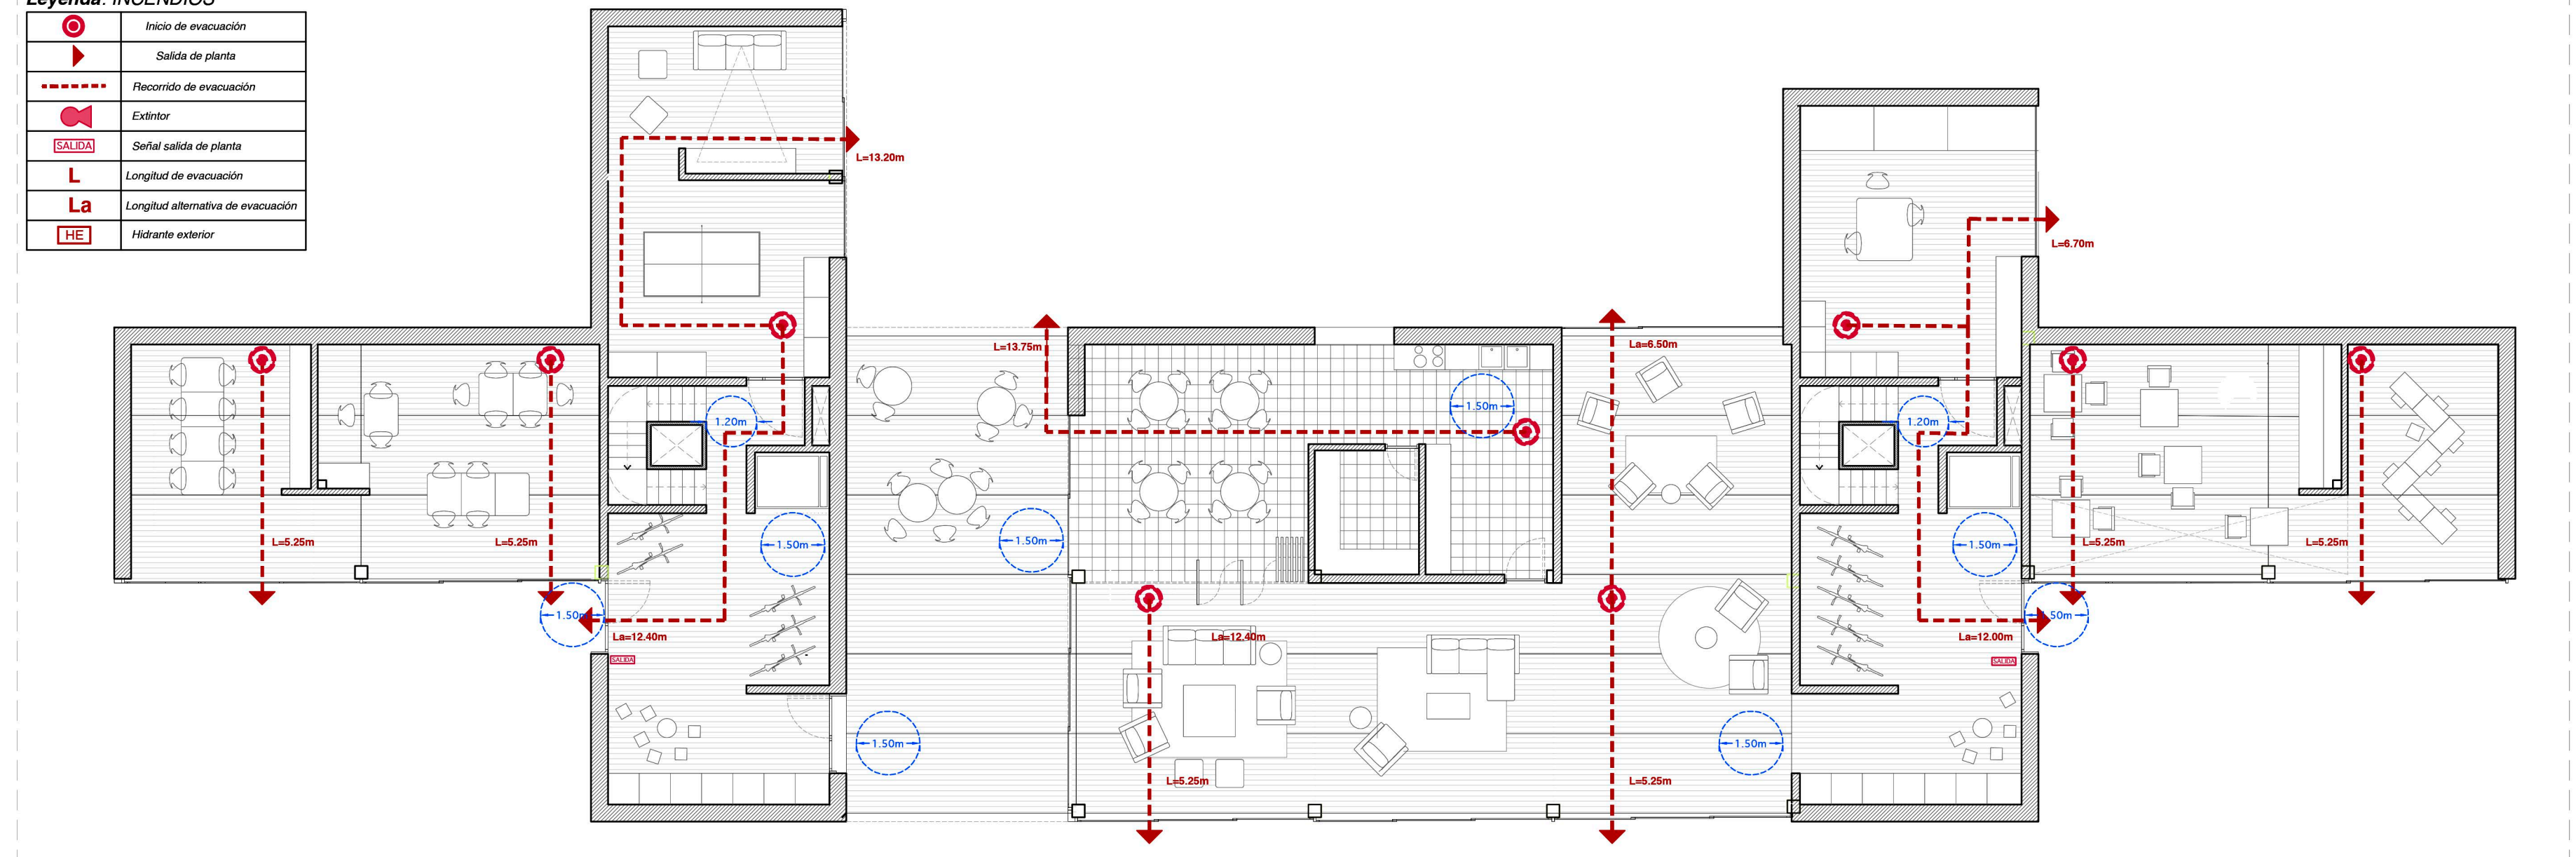 Leyenda: INCENDIOS
Inicio de evacuación
Salida de planta
Recorrido de evacuación
Extintor
SALIDA Señal salida de planta
L Longitud de evacuación
La Longitud alternativa de evacuación
HE Hidrante exterior
L=13.20m
L=6.70m
L=13.75m
La=6.50m
1.50m
1.20m
1.20m
L=5.25m
L=5.25m
1.50m
1.50m
1.50m
L=5.25m
L=5.25m
1.50m
50m
La=12.40m
La=12.40m
La=12.00m
SALIDA
SALIDA
1.50m
1.50m
L=5.25m
L=5.25m